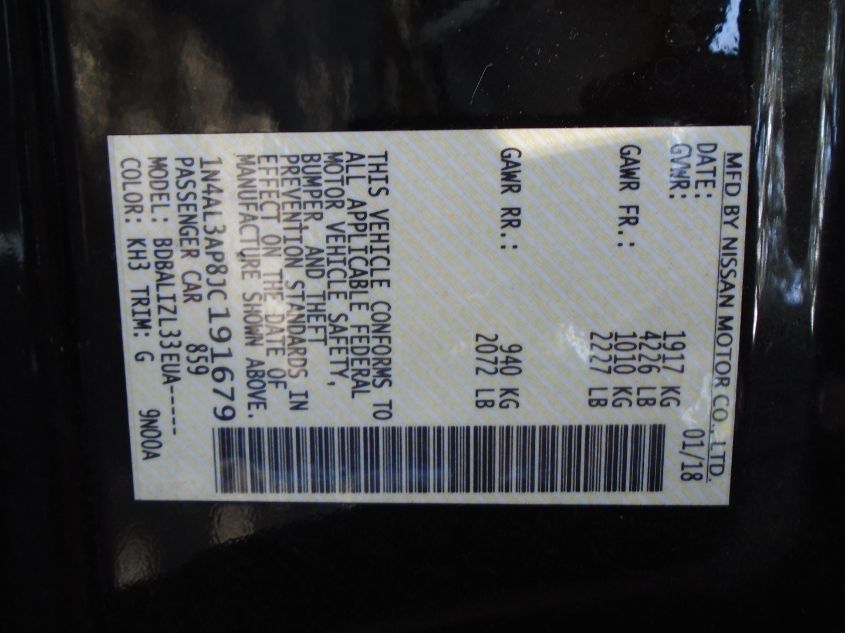 MFD BY NISSAN MOTOR CO., LTD.
DATE: 01/18
GVWR: 1917 KG
4226 LB
GAWR FR.: 1010 KG
2227 LB
GAWR RR.: 940 KG
2072 LB
THIS VEHICLE CONFORMS TO
ALL APPLICABLE FEDERAL
MOTOR VEHICLE SAFETY,
BUMPER AND THEFT
PREVENTION STANDARDS IN
EFFECT ON THE DATE OF
MANUFACTURE SHOWN ABOVE.
1N4AL3AP8JC191679
PASSENGER CAR 859
MODEL: BDBALIZL33EUA-----
COLOR: KH3 TRIM: G 9N00A